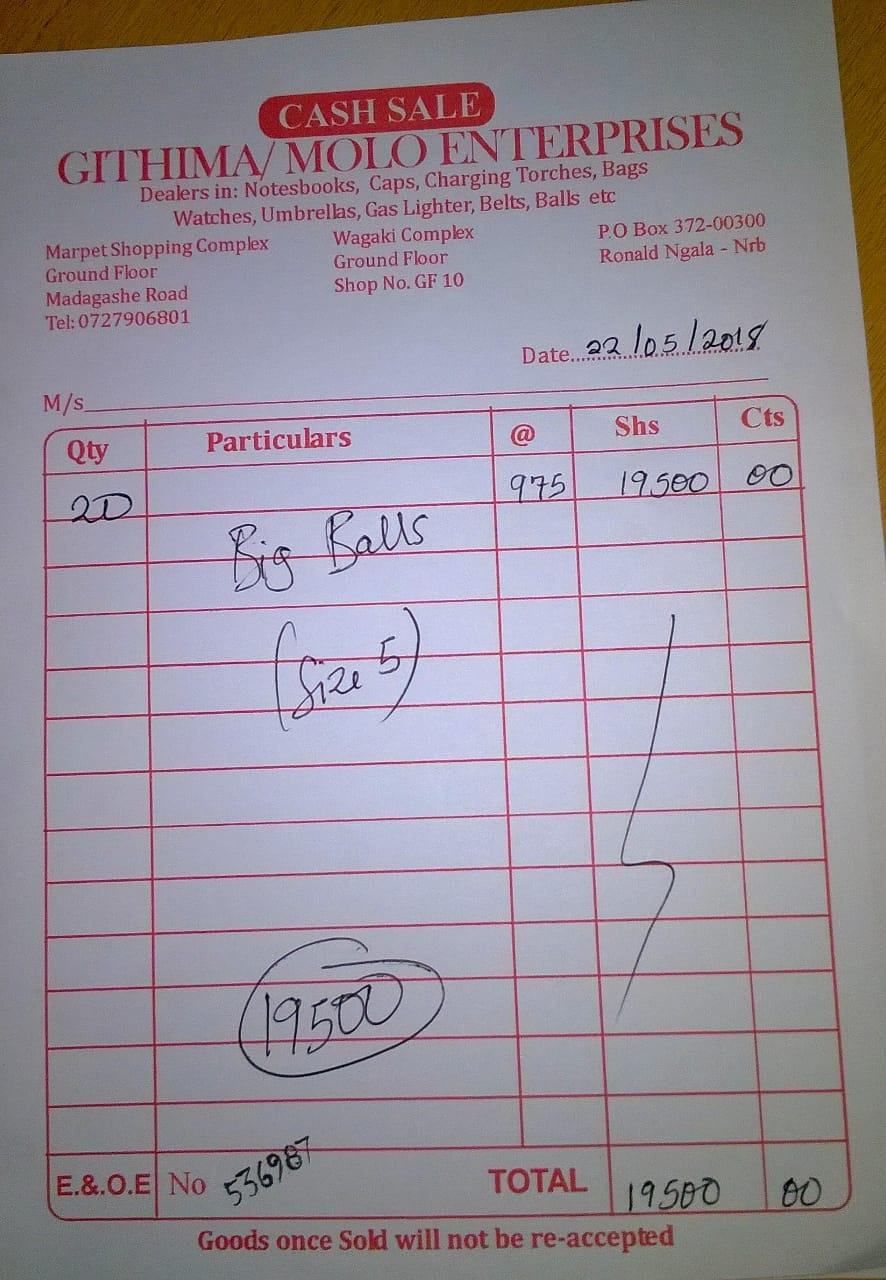 CASH SALE
GITHIMA/ MOLO ENTERPRISES
Dealers in: Notesbooks, Caps, Charging Torches, Bags
Watches, Umbrellas, Gas Lighter, Belts, Balls etc
Marpet Shopping Complex
Ground Floor
Madagashe Road
Tel: 0727906801
Wagaki Complex
Ground Floor
Shop No. GF 10
P.O Box 372-00300
Ronald Ngala - Nrb
Date...22/05/2018
M/s
Qty Particulars @ Shs Cts
20 975 19500 00
Big Balls
(Size 5)
19500
E.&.O.E No 536987 TOTAL 19500 00
Goods once Sold will not be re-accepted